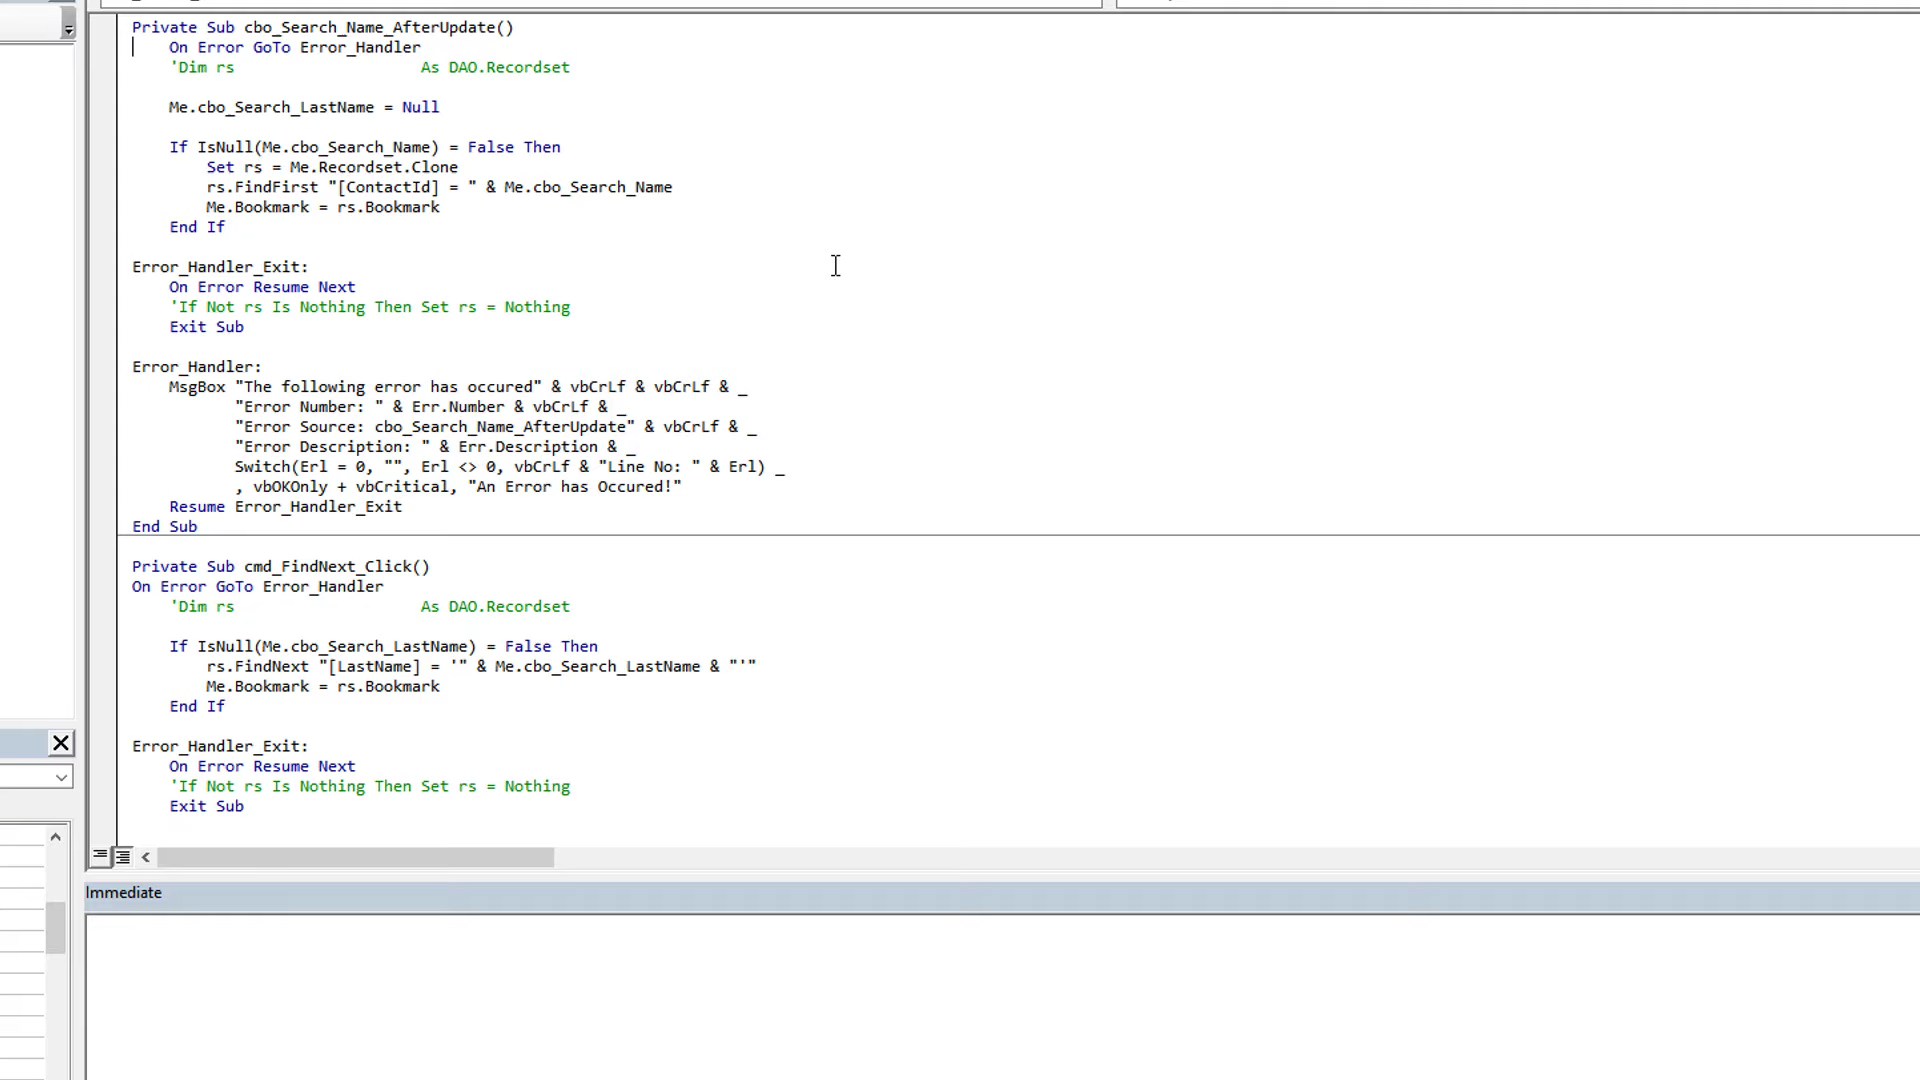 Private Sub cbo_Search_Name_AfterUpdate()
    On Error GoTo Error_Handler
    'Dim rs                    As DAO.Recordset
    Me.cbo_Search_LastName = Null
    If IsNull(Me.cbo_Search_Name) = False Then
        Set rs = Me.Recordset.Clone
        rs.FindFirst "[ContactId] = " & Me.cbo_Search_Name
        Me.Bookmark = rs.Bookmark
    End If
Error_Handler_Exit:
    On Error Resume Next
    'If Not rs Is Nothing Then Set rs = Nothing
    Exit Sub
Error_Handler:
    MsgBox "The following error has occured" & vbCrLf & vbCrLf & _
           "Error Number: " & Err.Number & vbCrLf & _
           "Error Source: cbo_Search_Name_AfterUpdate" & vbCrLf & _
           "Error Description: " & Err.Description & _
           Switch(Erl = 0, "", Erl <> 0, vbCrLf & "Line No: " & Erl) _
           , vbOKOnly + vbCritical, "An Error has Occured!"
    Resume Error_Handler_Exit
End Sub
Private Sub cmd_FindNext_Click()
On Error GoTo Error_Handler
    'Dim rs                    As DAO.Recordset
    If IsNull(Me.cbo_Search_LastName) = False Then
        rs.FindNext "[LastName] = '" & Me.cbo_Search_LastName & "'"
        Me.Bookmark = rs.Bookmark
    End If
Error_Handler_Exit:
    On Error Resume Next
    'If Not rs Is Nothing Then Set rs = Nothing
    Exit Sub
Immediate